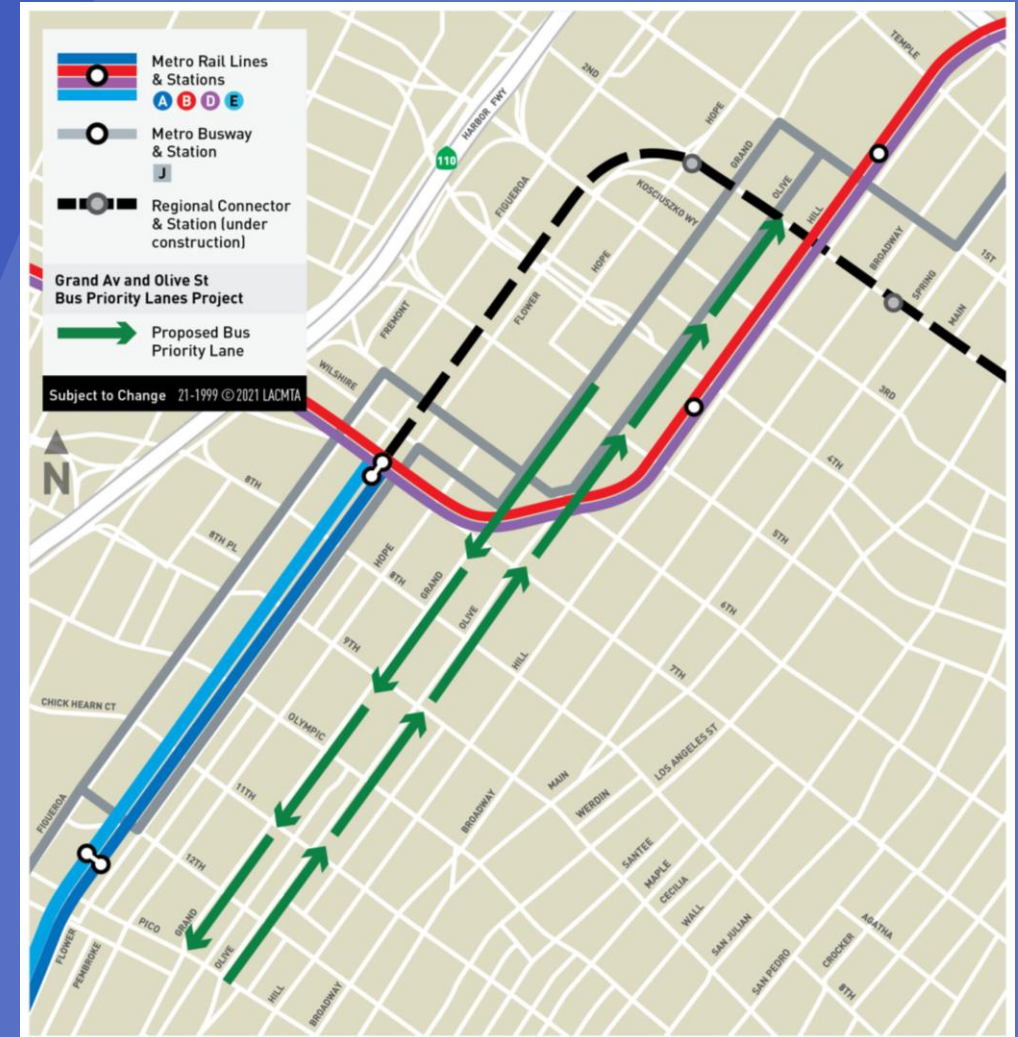 Metro Rail Lines
& Stations
A B D E
Metro Busway
& Station
J
Regional Connector
& Station (under
construction)
Grand Av and Olive St
Bus Priority Lanes Project
Proposed Bus
Priority Lane
Subject to Change 21-1999 © 2021 LACMTA
N
TEMPLE
2ND
HOPE
HARBOR FWY
110
GRAND
KOSCIUSZKO WY
OLIVE
FIGUEROA
HILL
BROADWAY
1ST
HOPE
SPRING
FLOWER
FREMONT
MAIN
WILSHIRE
3RD
4TH
8TH
5TH
8TH PL
HOPE
8TH
GRAND
OLIVE
6TH
9TH
HILL
7TH
CHICK HEARN CT
OLYMPIC
LOS ANGELES ST
MAIN
11TH
WERDIN
FIGUEROA
BROADWAY
SANTEE
12TH
MAPLE
CECILIA
WALL
PICO
GRAND
SAN JULIAN
AGATHA
FLOWER
PEMBROKE
OLIVE
CROCKER
SAN PEDRO
HILL
BROADWAY
8TH